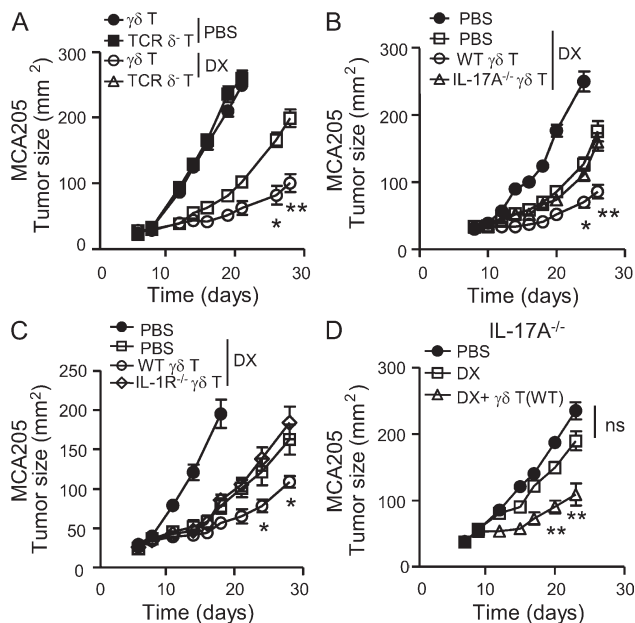 A
γδ T
TCR δ⁻ T
PBS
γδ T
TCR δ⁻ T
DX
MCA205
Tumor size (mm²)
300
200
100
0
0
10
20
30
Time (days)
*
**
B
PBS
PBS
WT γδ T
IL-17A⁻/⁻ γδ T
DX
MCA205
Tumor size (mm²)
300
200
100
0
0
10
20
30
Time (days)
*
**
C
PBS
PBS
WT γδ T
IL-1R⁻/⁻ γδ T
DX
MCA205
Tumor size (mm²)
250
200
150
100
50
0
0
10
20
30
Time (days)
*
*
D
IL-17A⁻/⁻
PBS
DX
DX+ γδ T(WT)
ns
MCA205
Tumor size (mm²)
300
200
100
0
0
10
20
30
Time (days)
**
**